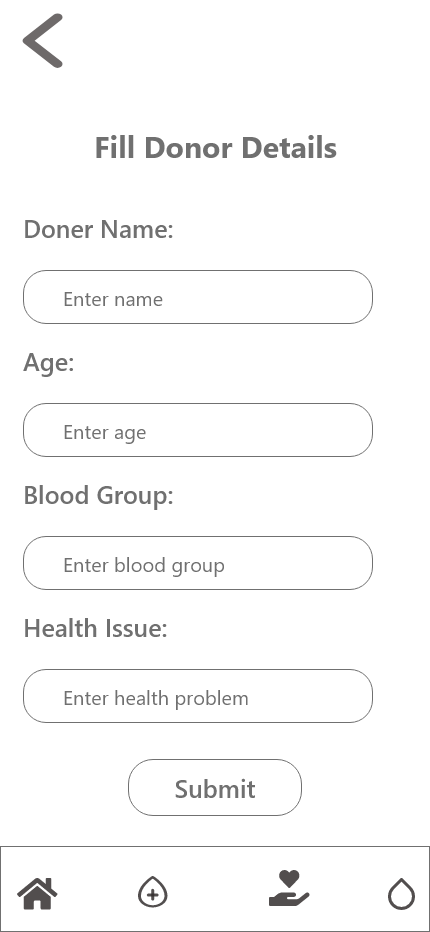 Fill Donor Details
Doner Name:
Enter name
Age:
Enter age
Blood Group:
Enter blood group
Health Issue:
Enter health problem
Submit